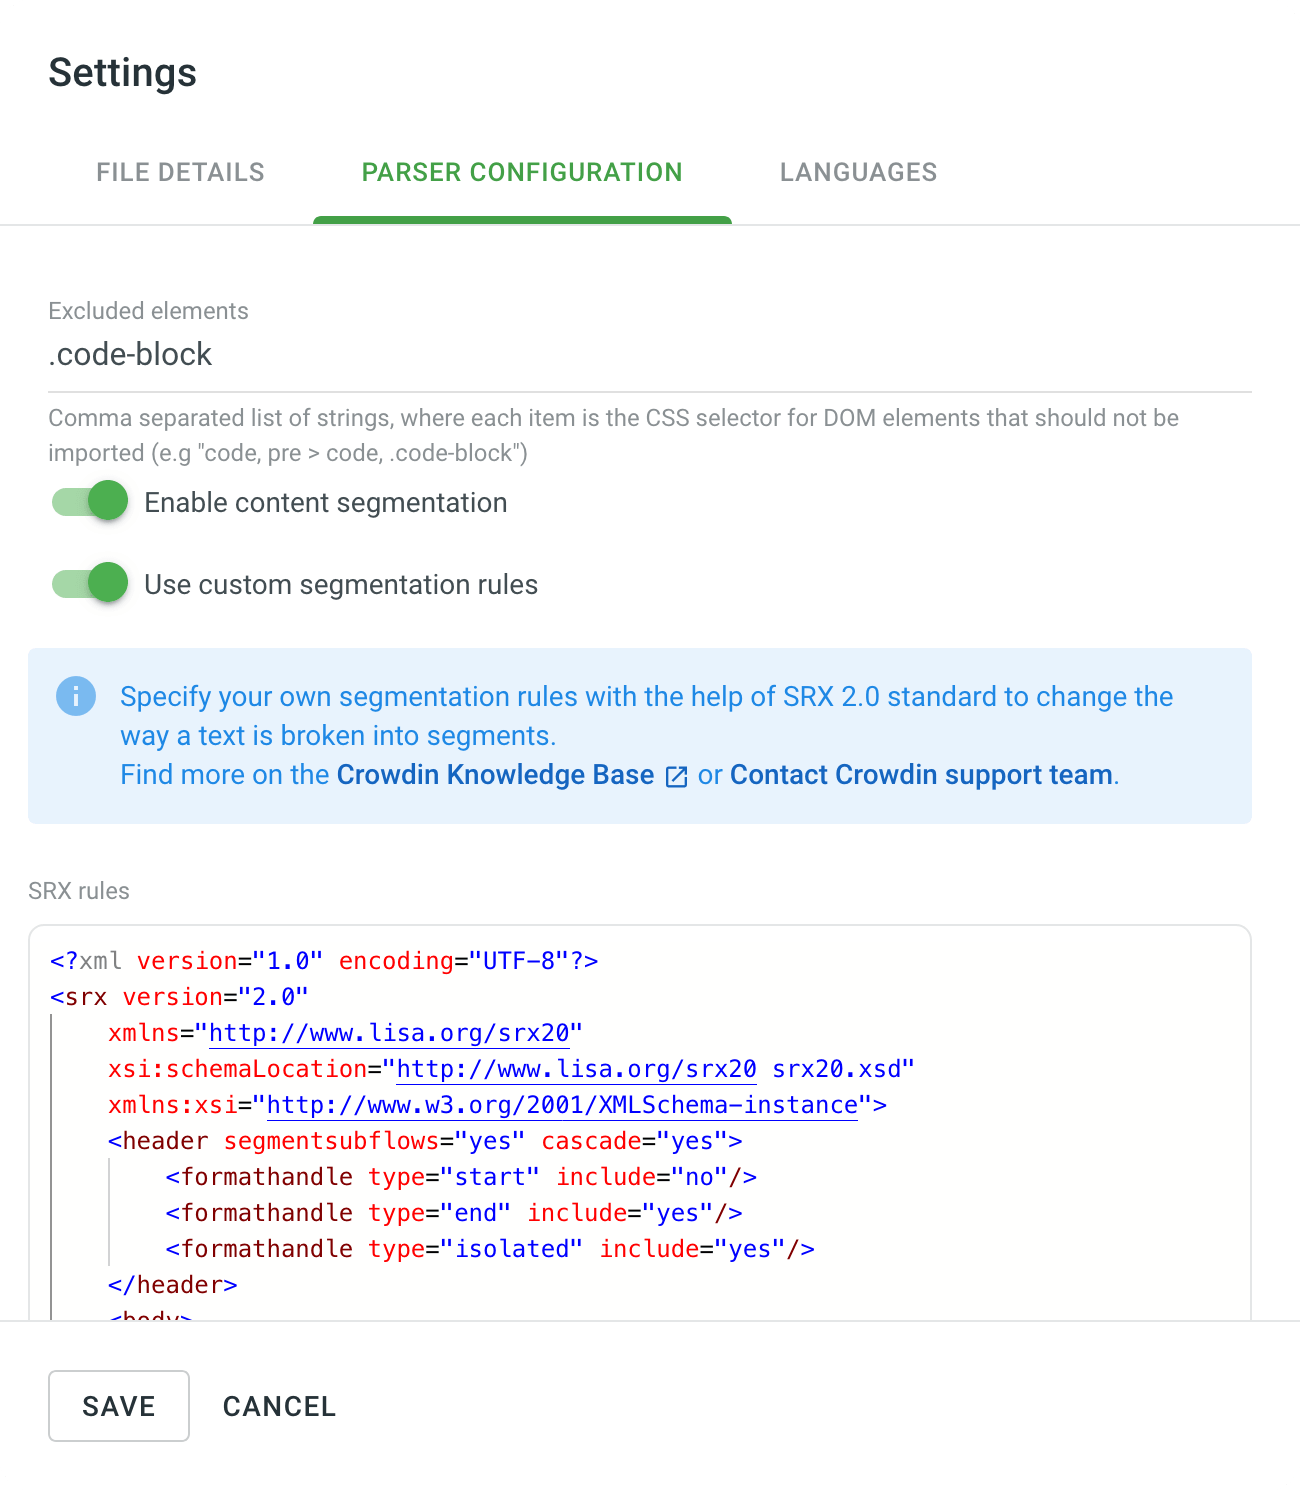 Settings
FILE DETAILS PARSER CONFIGURATION LANGUAGES
Excluded elements
.code-block
Comma separated list of strings, where each item is the CSS selector for DOM elements that should not be
imported (e.g "code, pre > code, .code-block")
Enable content segmentation
Use custom segmentation rules
Specify your own segmentation rules with the help of SRX 2.0 standard to change the
way a text is broken into segments.
Find more on the Crowdin Knowledge Base or Contact Crowdin support team.
SRX rules
<?xml version="1.0" encoding="UTF-8"?>
<srx version="2.0"
xmlns="http://www.lisa.org/srx20"
xsi:schemaLocation="http://www.lisa.org/srx20 srx20.xsd"
xmlns:xsi="http://www.w3.org/2001/XMLSchema-instance">
<header segmentsubflows="yes" cascade="yes">
<formathandle type="start" include="no"/>
<formathandle type="end" include="yes"/>
<formathandle type="isolated" include="yes"/>
</header>
<body>
SAVE CANCEL